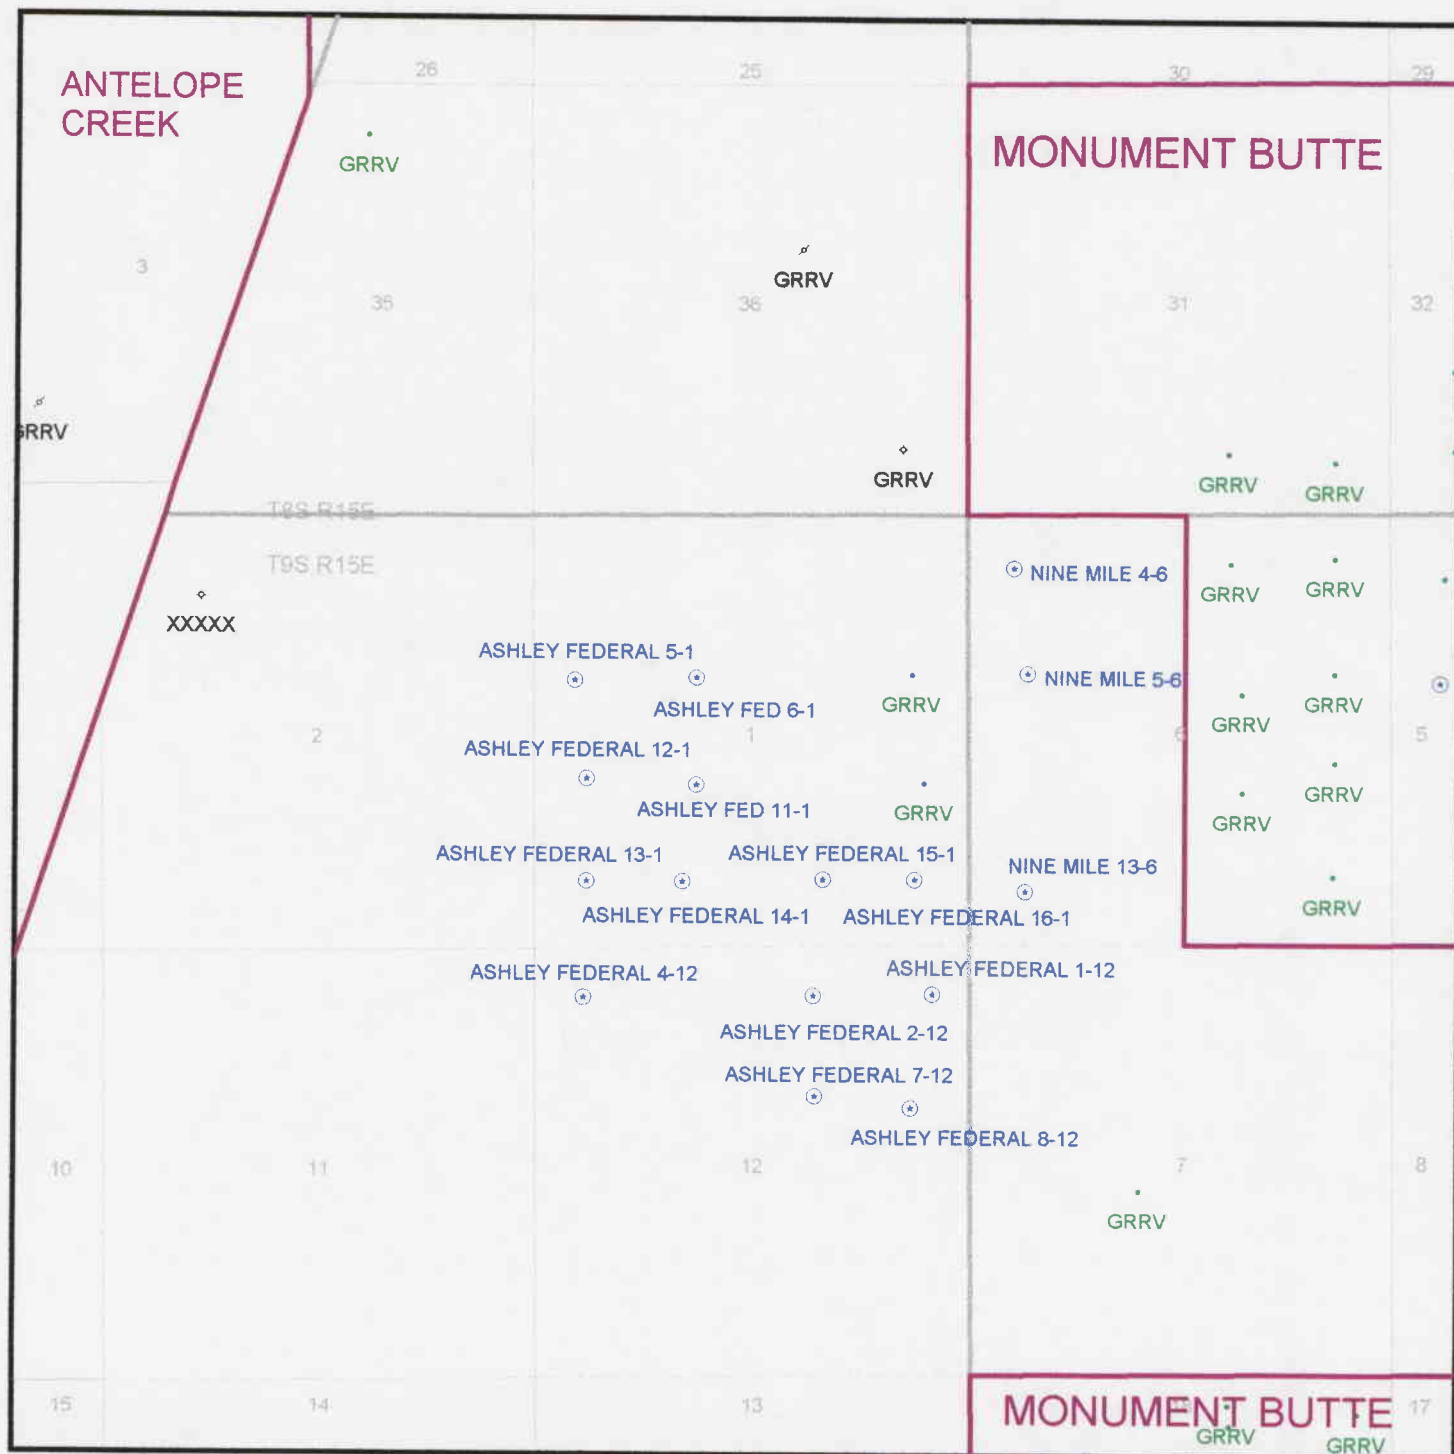 26
25
30
29
ANTELOPE
CREEK
MONUMENT BUTTE
GRRV
3
GRRV
35
36
31
32
GRRV
GRRV
GRRV
GRRV
T8S R15E
T9S R15E
NINE MILE 4-6
GRRV
GRRV
XXXXX
ASHLEY FEDERAL 5-1
NINE MILE 5-6
ASHLEY FED 6-1
GRRV
GRRV
GRRV
2
1
6
5
ASHLEY FEDERAL 12-1
ASHLEY FED 11-1
GRRV
GRRV
GRRV
ASHLEY FEDERAL 13-1
ASHLEY FEDERAL 15-1
NINE MILE 13-6
ASHLEY FEDERAL 14-1
ASHLEY FEDERAL 16-1
GRRV
ASHLEY FEDERAL 4-12
ASHLEY FEDERAL 1-12
ASHLEY FEDERAL 2-12
ASHLEY FEDERAL 7-12
ASHLEY FEDERAL 8-12
10
11
12
7
8
GRRV
15
14
13
MONUMENT BUTTE
17
GRRV
GRRV